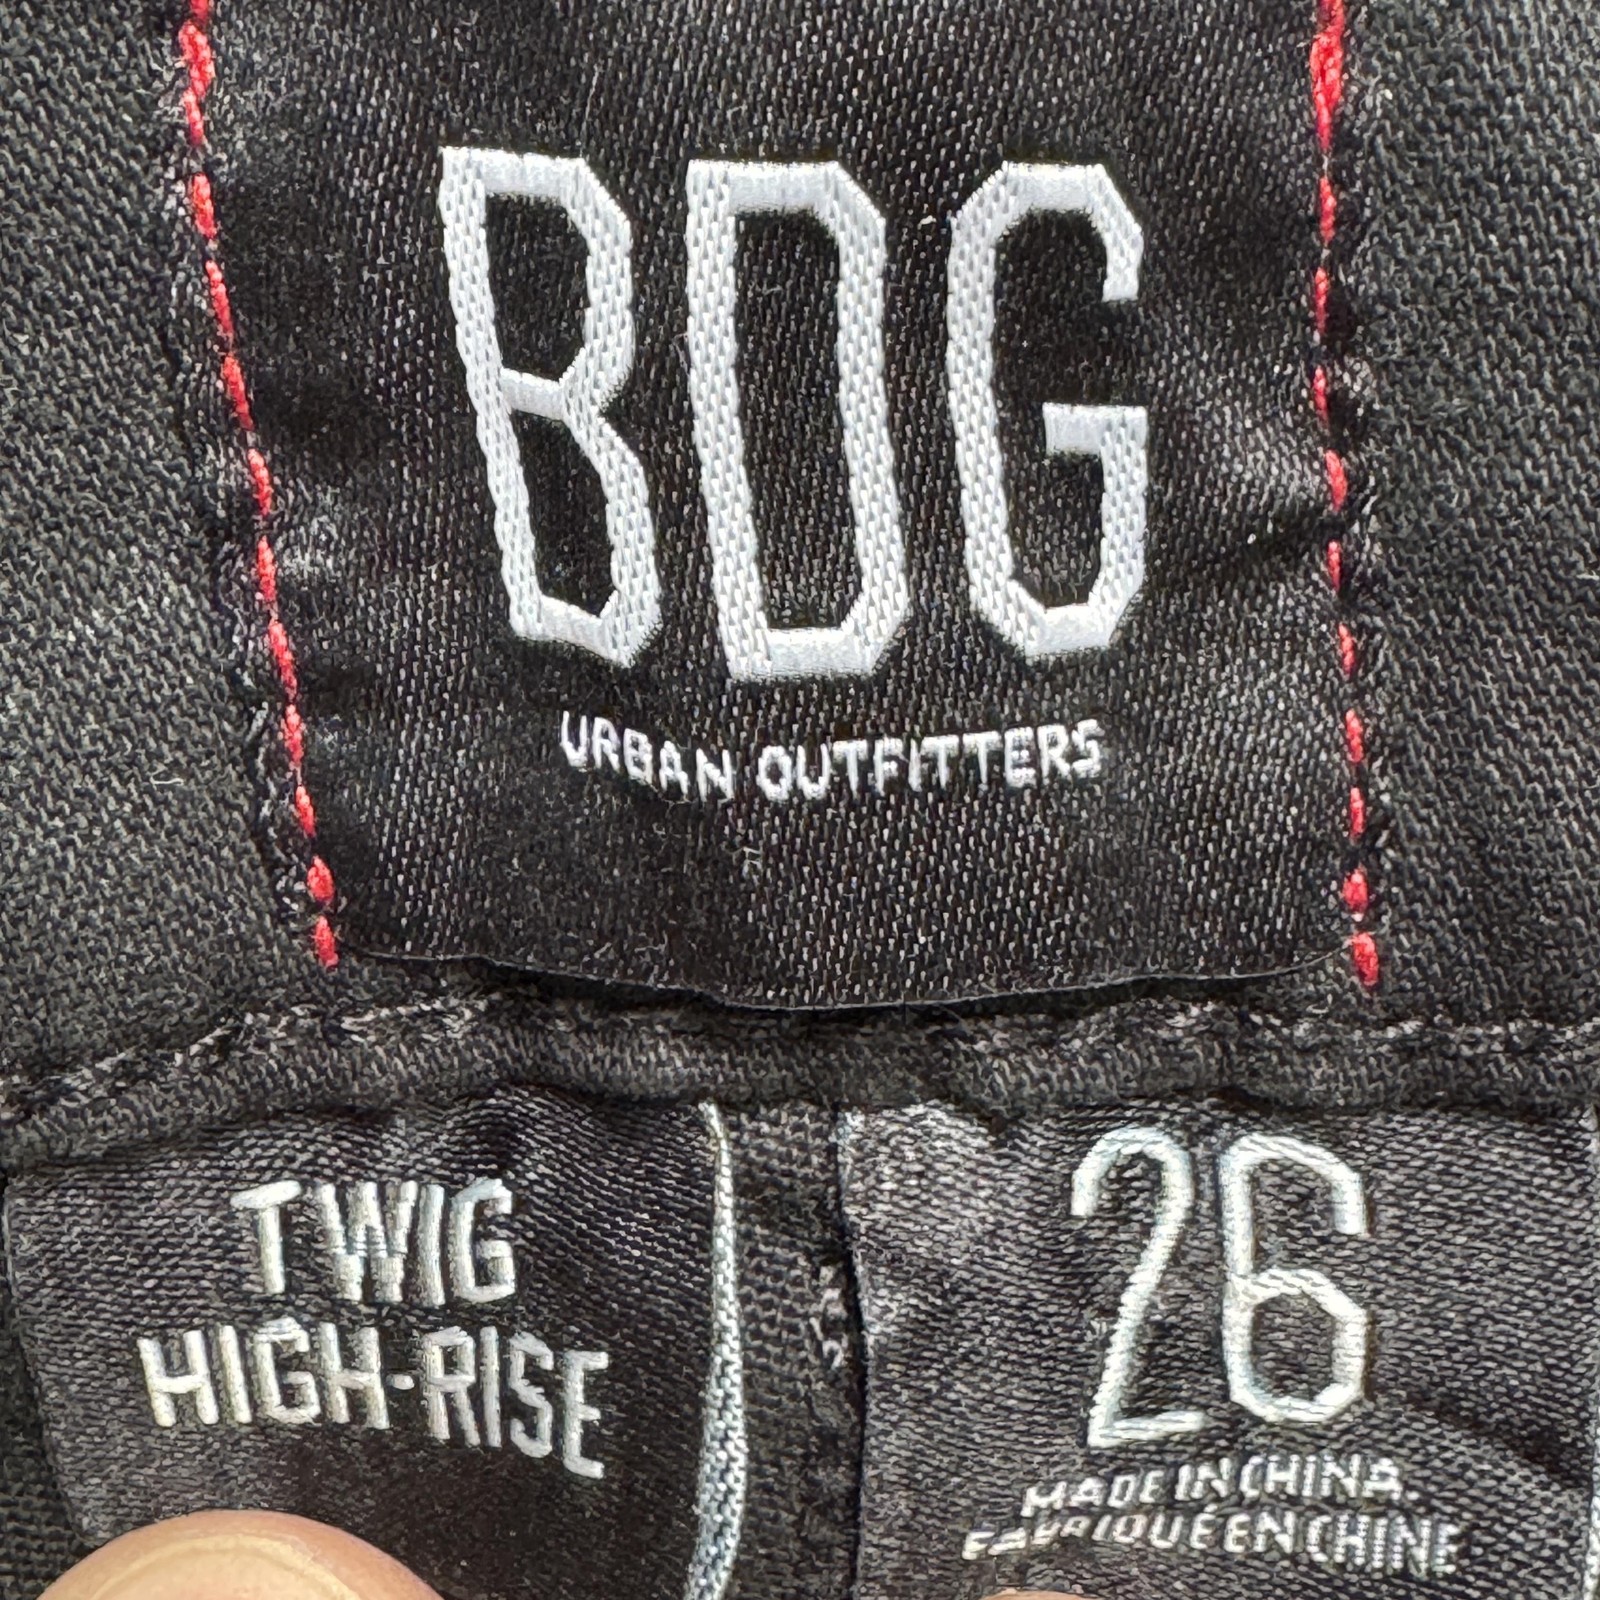 BDG
URBAN OUTFITTERS
TWIG
HIGH-RISE
26
MADE IN CHINA.
FABRIQUÉ EN CHINE